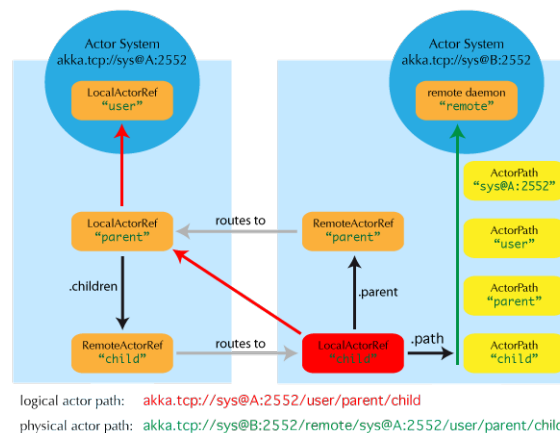 Actor System
akka.tcp://sys@A:2552
LocalActorRef
"user"
Actor System
akka.tcp://sys@B:2552
remote daemon
"remote"
ActorPath
"sys@A:2552"
LocalActorRef
"parent"
routes to
RemoteActorRef
"parent"
ActorPath
"user"
.children
.parent
ActorPath
"parent"
RemoteActorRef
"child"
routes to
LocalActorRef
"child"
.path
ActorPath
"child"
logical actor path: akka.tcp://sys@A:2552/user/parent/child
physical actor path: akka.tcp://sys@B:2552/remote/sys@A:2552/user/parent/chil